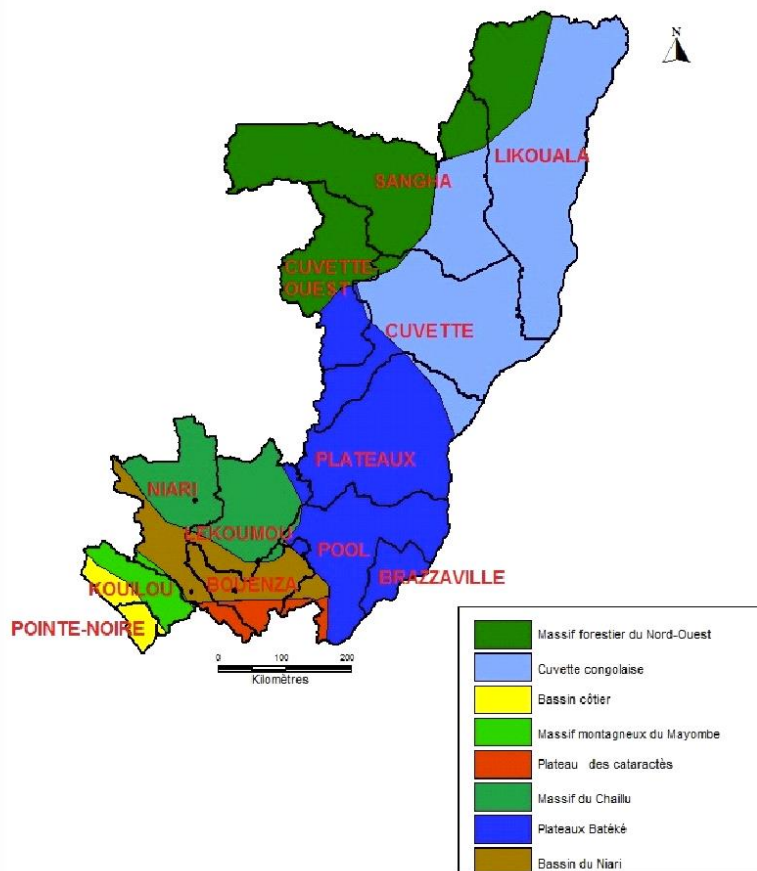 N
LIKOUALA
SANGHA
CUVETTE
OUEST
CUVETTE
PLATEAUX
NIARI
LEKOUMOU
POOL
BRAZZAVILLE
KOUILOU
BOUENZA
POINTE-NOIRE
0 100 200
Kilomètres
Massif forestier du Nord-Ouest
Cuvette congolaise
Bassin côtier
Massif montagneux du Mayombe
Plateau des cataractès
Massif du Chaillu
Plateaux Batéké
Bassin du Niari